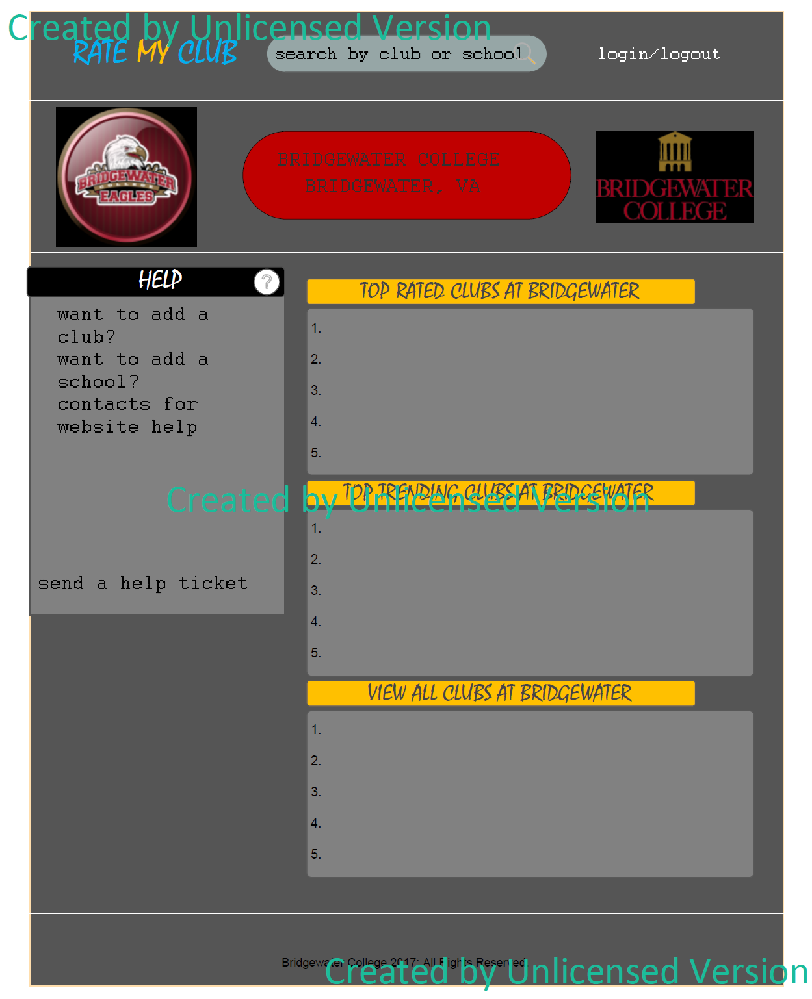 Created by Unlicensed Version
RATE MY CLUB
search by club or school
login/logout
BRIDGEWATER
EAGLES
BRIDGEWATER COLLEGE
BRIDGEWATER, VA
BRIDGEWATER
COLLEGE
HELP
?
want to add a
club?
want to add a
school?
contacts for
website help
send a help ticket
TOP RATED CLUBS AT BRIDGEWATER
1.
2.
3.
4.
5.
TOP TRENDING CLUBS AT BRIDGEWATER
Created by Unlicensed Version
1.
2.
3.
4.
5.
VIEW ALL CLUBS AT BRIDGEWATER
1.
2.
3.
4.
5.
Bridgewater College 2017; All Rights Reserved
Created by Unlicensed Version